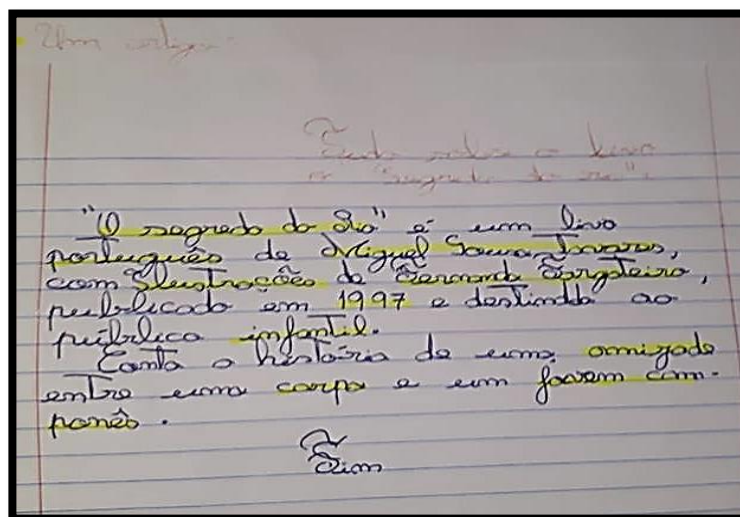 Um artigo
Tudo sobre o livro
o "segredo do rio".
"O segredo do Rio" é um livro
português de Miguel Sousa Tavares,
com Ilustrações de Fernanda Fragateiro,
publicado em 1997 e destindo ao
público infantil.
Conta a história de uma amizade
entre uma carpa e um jovem cam-
ponês.
Fim